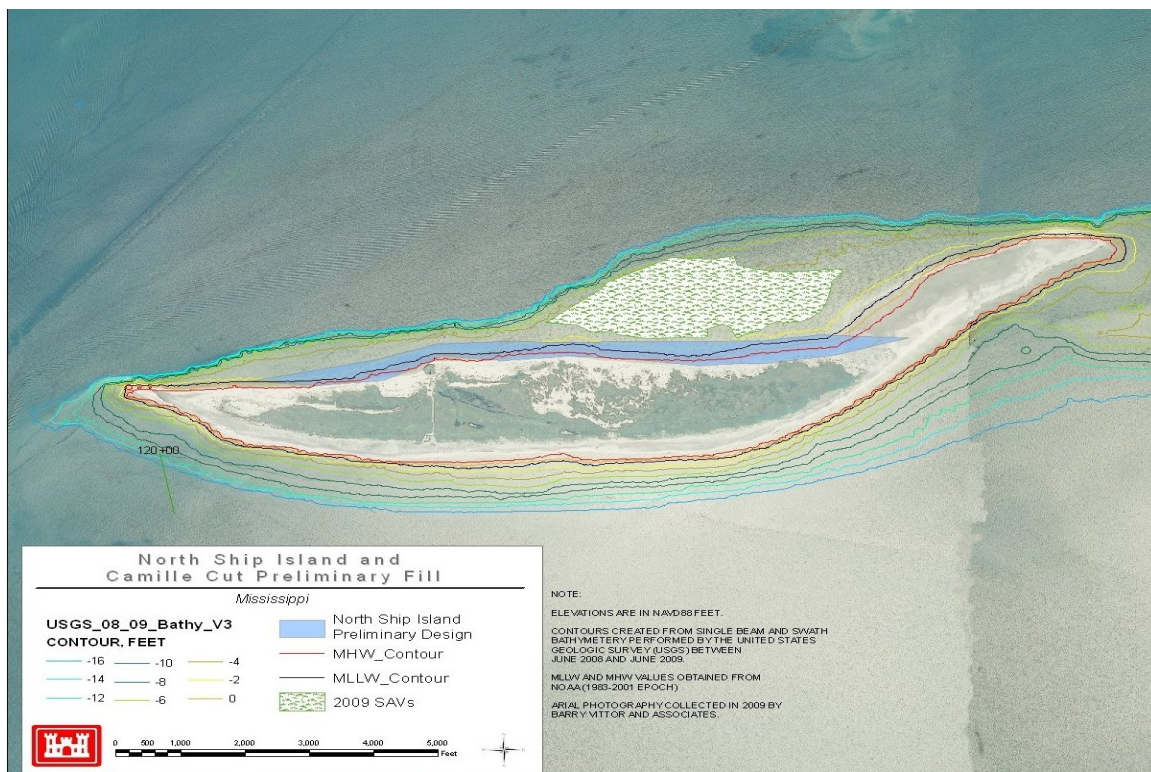 120+00
North Ship Island and
Camille Cut Preliminary Fill
Mississippi
USGS_08_09_Bathy_V3
CONTOUR, FEET
-16 -10 -4
-14 -8 -2
-12 -6 0
North Ship Island
Preliminary Design
MHW_Contour
MLLW_Contour
2009 SAVs
0 500 1,000 2,000 3,000 4,000 5,000
Feet
NOTE:
ELEVATIONS ARE IN NAVD88 FEET.
CONTOURS CREATED FROM SINGLE BEAM AND SWATH
BATHYMETERY PERFORMED BY THE UNITED STATES
GEOLOGIC SURVEY (USGS) BETWEEN
JUNE 2008 AND JUNE 2009.
MLLW AND MHW VALUES OBTAINED FROM
NOAA (1983-2001 EPOCH)
ARIAL PHOTOGRAPHY COLLECTED IN 2009 BY
BARRY VITTOR AND ASSOCIATES.